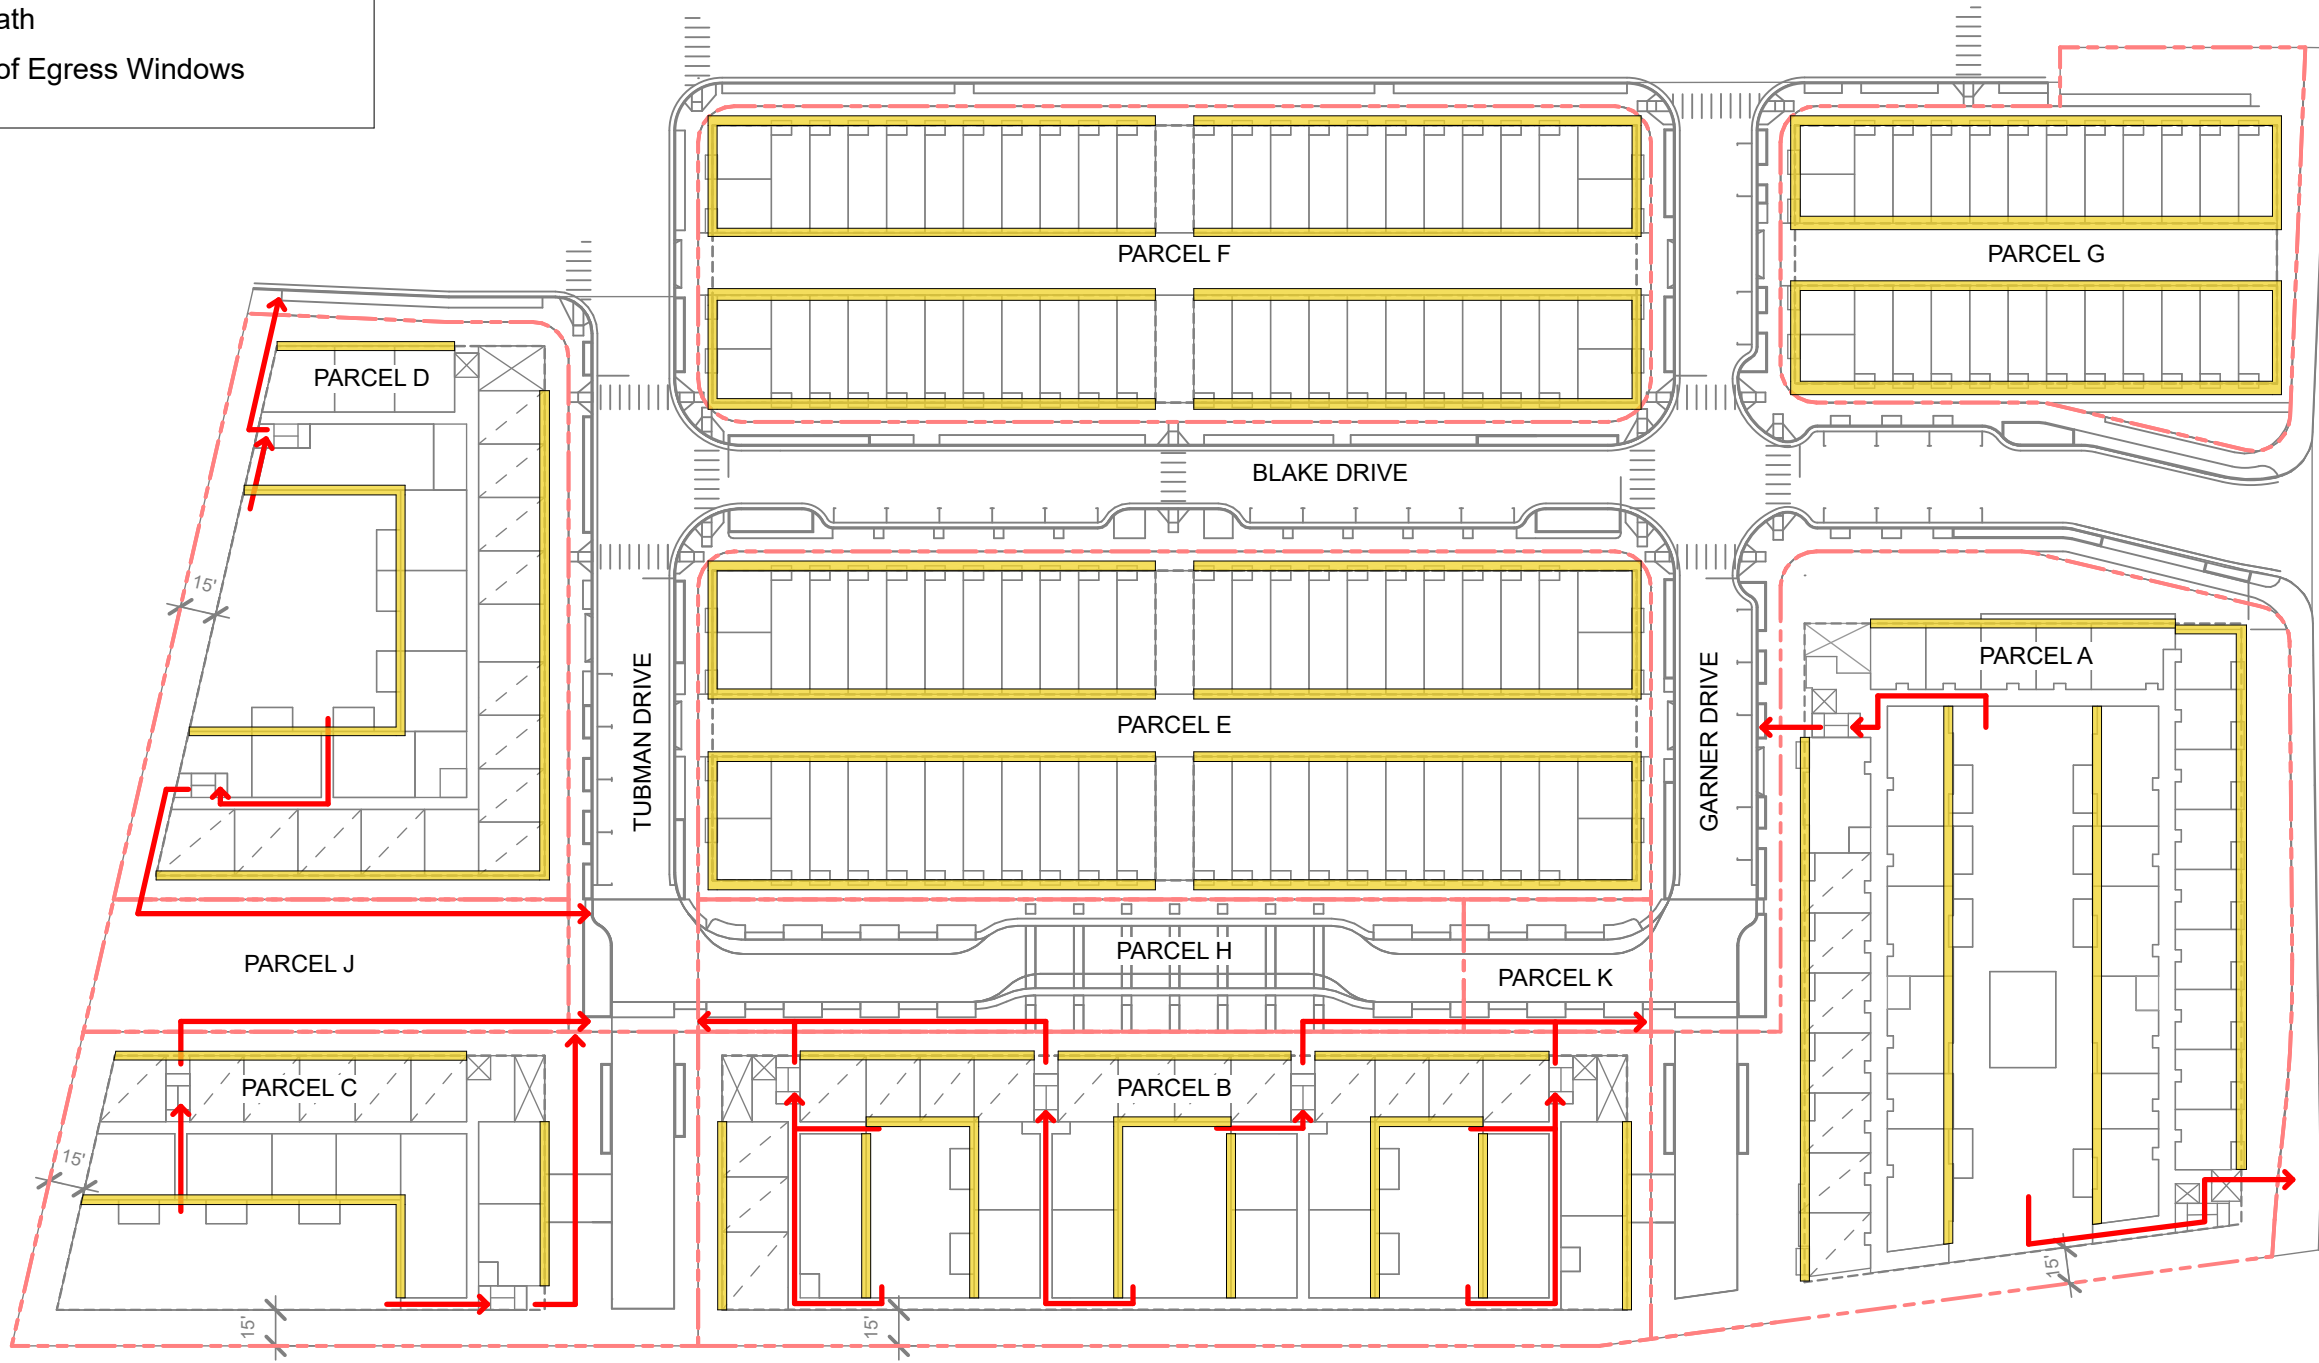 ath
of Egress Windows
PARCEL F
PARCEL G
PARCEL D
BLAKE DRIVE
15'
TUBMAN DRIVE
PARCEL E
GARNER DRIVE
PARCEL A
PARCEL J
PARCEL H
PARCEL K
PARCEL C
PARCEL B
15'
15'
15'
15'